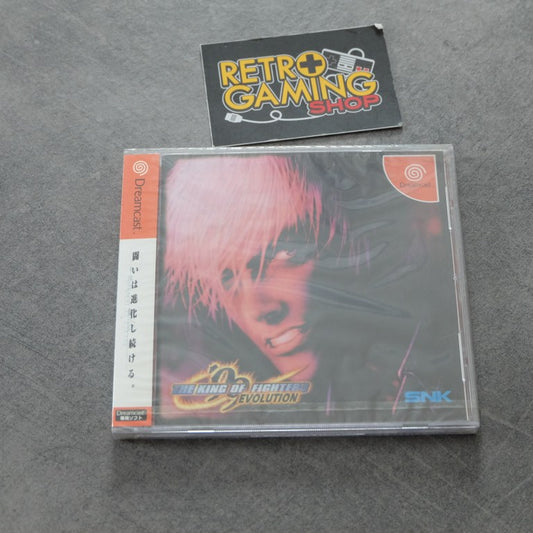 RETRO
GAMING
SHOP
Dreamcast.
闘いは進化し続ける。
Dreamcast
専用ソフト
Dreamcast
THE KING OF FIGHTERS
99
EVOLUTION
SNK